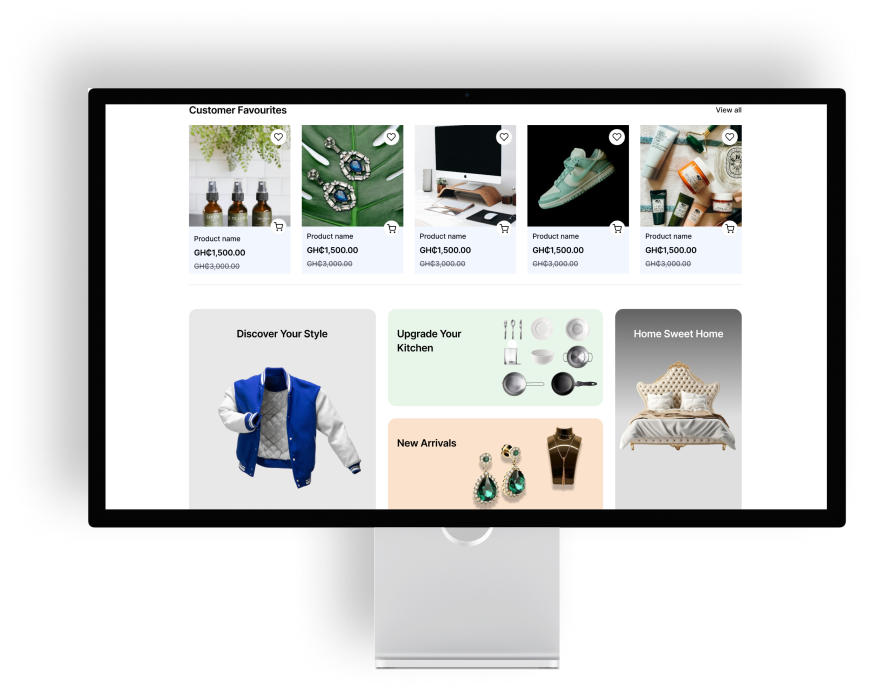 Customer Favourites
View all
Product name
GH₵1,500.00
GH₵3,000.00
Product name
GH₵1,500.00
GH₵3,000.00
Product name
GH₵1,500.00
GH₵3,000.00
Product name
GH₵1,500.00
GH₵3,000.00
Product name
GH₵1,500.00
GH₵3,000.00
Discover Your Style
Upgrade Your
Kitchen
Home Sweet Home
New Arrivals